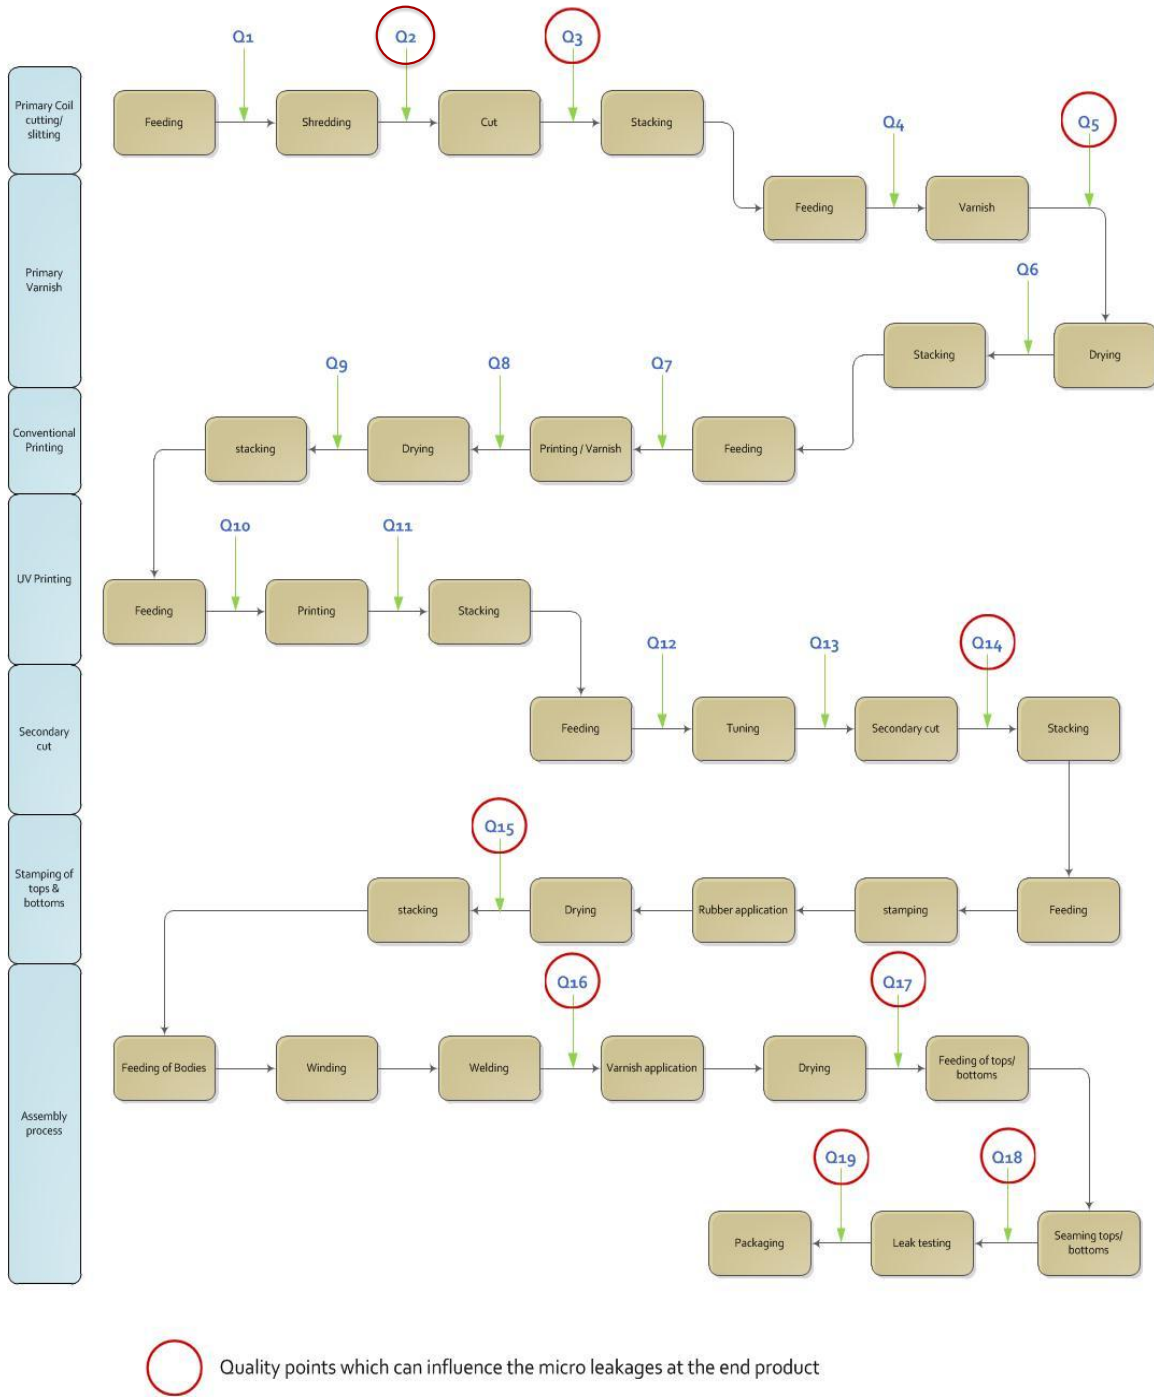 Q1
Q2
Q3
Primary Coil
cutting/
slitting
Feeding
Shredding
Cut
Stacking
Q4
Q5
Feeding
Varnish
Primary
Varnish
Q6
Stacking
Drying
Q9
Q8
Q7
Conventional
Printing
stacking
Drying
Printing / Varnish
Feeding
Q10
Q11
UV Printing
Feeding
Printing
Stacking
Q12
Q13
Q14
Secondary
cut
Feeding
Tuning
Secondary cut
Stacking
Q15
Stamping of
tops &
bottoms
stacking
Drying
Rubber application
stamping
Feeding
Q16
Q17
Feeding of Bodies
Winding
Welding
Varnish application
Drying
Feeding of tops/
bottoms
Assembly
process
Q19
Q18
Packaging
Leak testing
Seaming tops/
bottoms
Quality points which can influence the micro leakages at the end product